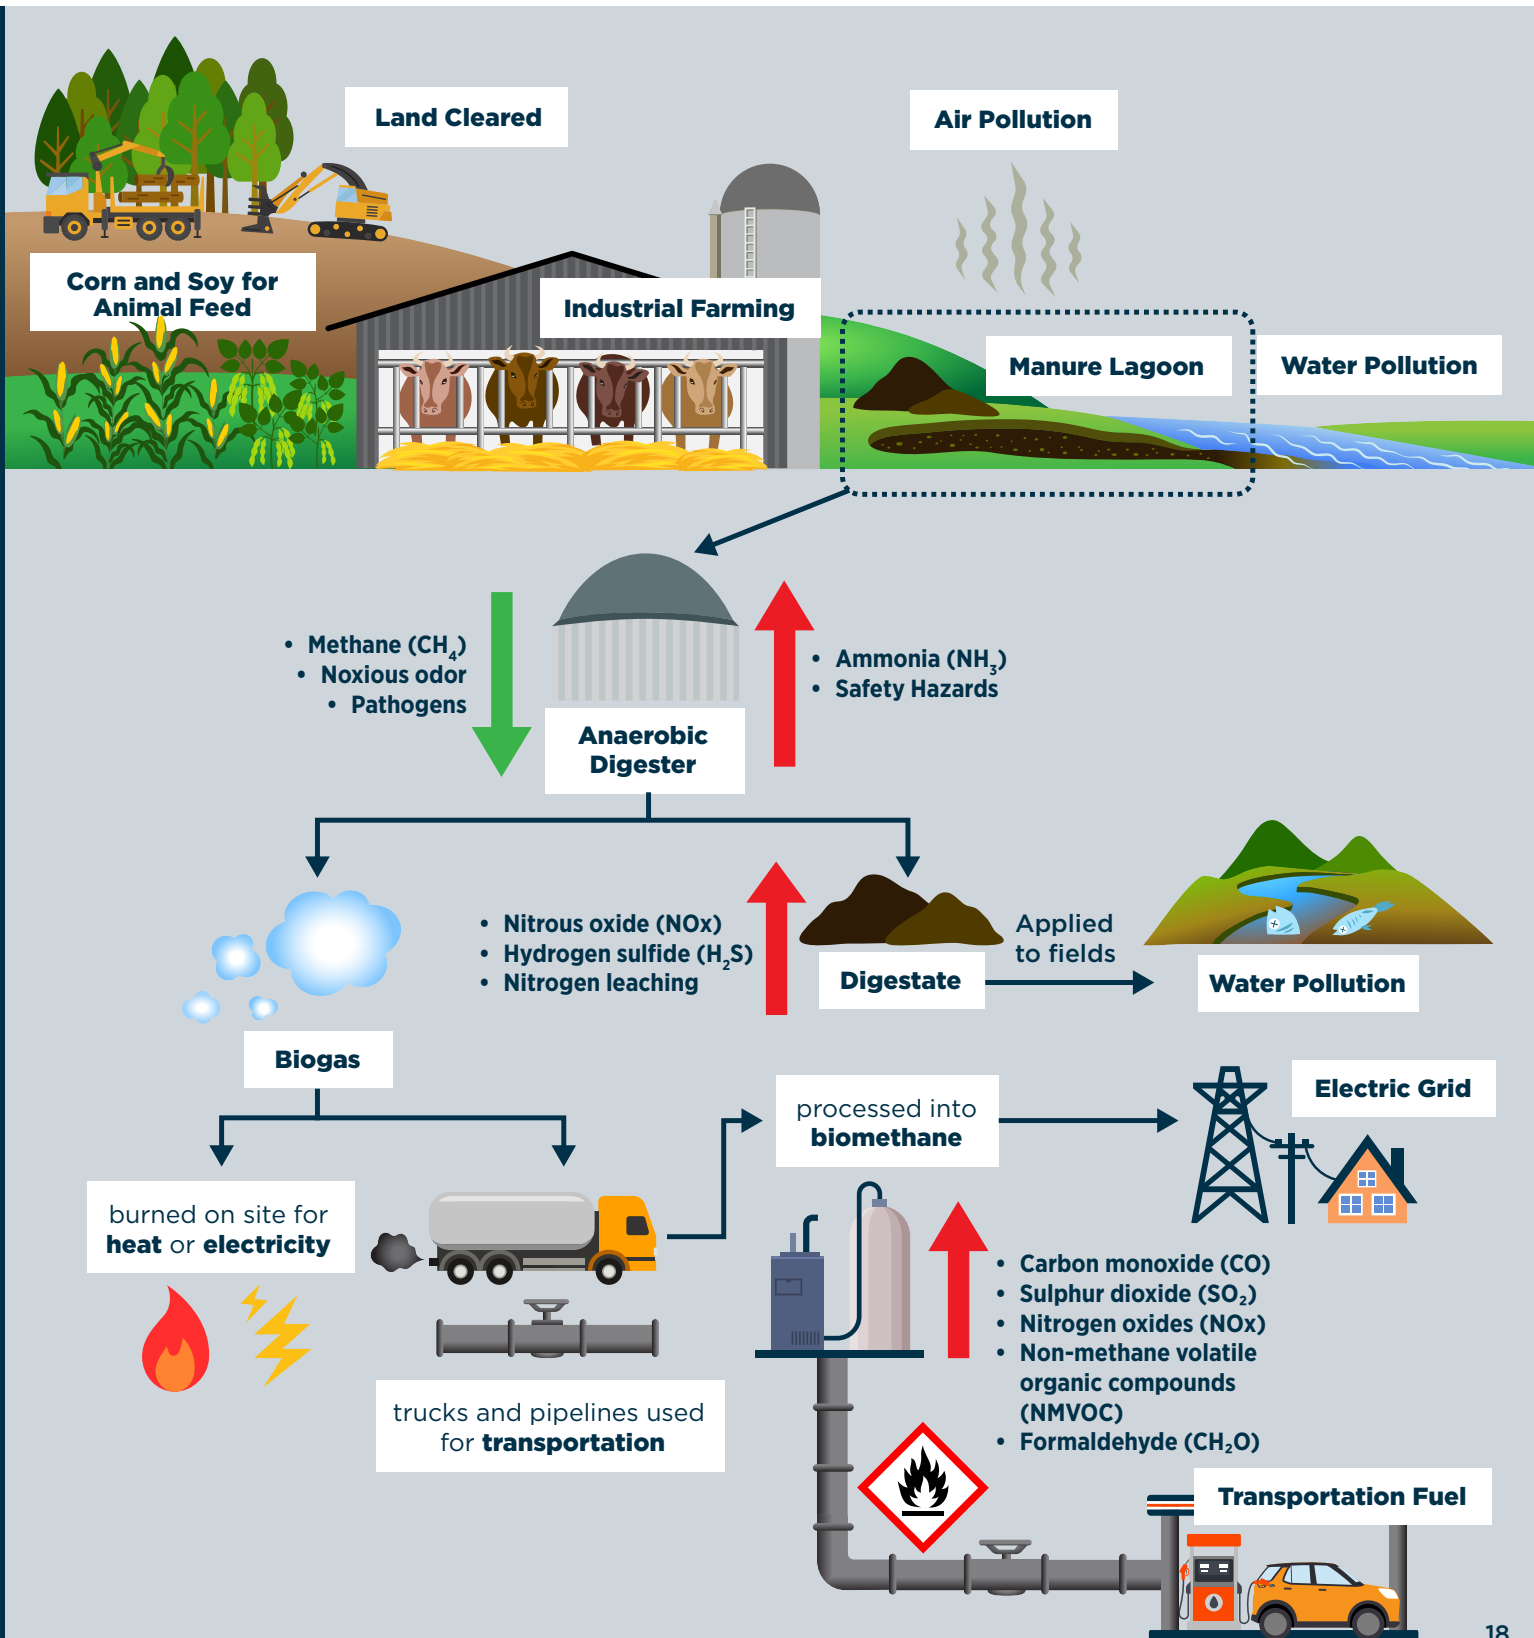 Land Cleared
Air Pollution
Corn and Soy for
Animal Feed
Industrial Farming
Manure Lagoon
Water Pollution
• Methane (CH₄)
• Noxious odor
• Pathogens
• Ammonia (NH₃)
• Safety Hazards
Anaerobic
Digester
• Nitrous oxide (NOx)
• Hydrogen sulfide (H₂S)
• Nitrogen leaching
Applied
to fields
Digestate
Water Pollution
Biogas
processed into
biomethane
Electric Grid
burned on site for
heat or electricity
• Carbon monoxide (CO)
• Sulphur dioxide (SO₂)
• Nitrogen oxides (NOx)
• Non-methane volatile
organic compounds
(NMVOC)
• Formaldehyde (CH₂O)
trucks and pipelines used
for transportation
Transportation Fuel
18